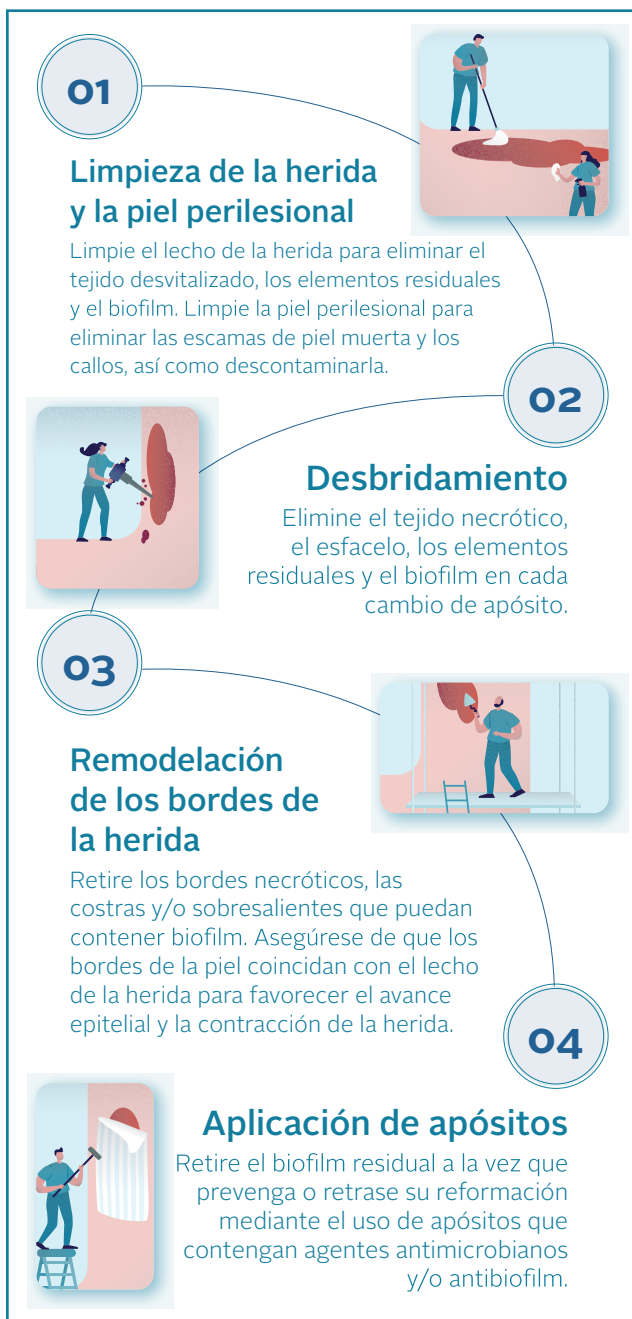 01
Limpieza de la herida
y la piel perilesional
Limpie el lecho de la herida para eliminar el
tejido desvitalizado, los elementos residuales
y el biofilm. Limpie la piel perilesional para
eliminar las escamas de piel muerta y los
callos, así como descontaminarla.
02
Desbridamiento
Elimine el tejido necrótico,
el esfacelo, los elementos
residuales y el biofilm en cada
cambio de apósito.
03
Remodelación
de los bordes de
la herida
Retire los bordes necróticos, las
costras y/o sobresalientes que puedan
contener biofilm. Asegúrese de que los
bordes de la piel coincidan con el lecho
de la herida para favorecer el avance
epitelial y la contracción de la herida.
04
Aplicación de apósitos
Retire el biofilm residual a la vez que
prevenga o retrase su reformación
mediante el uso de apósitos que
contengan agentes antimicrobianos
y/o antibiofilm.